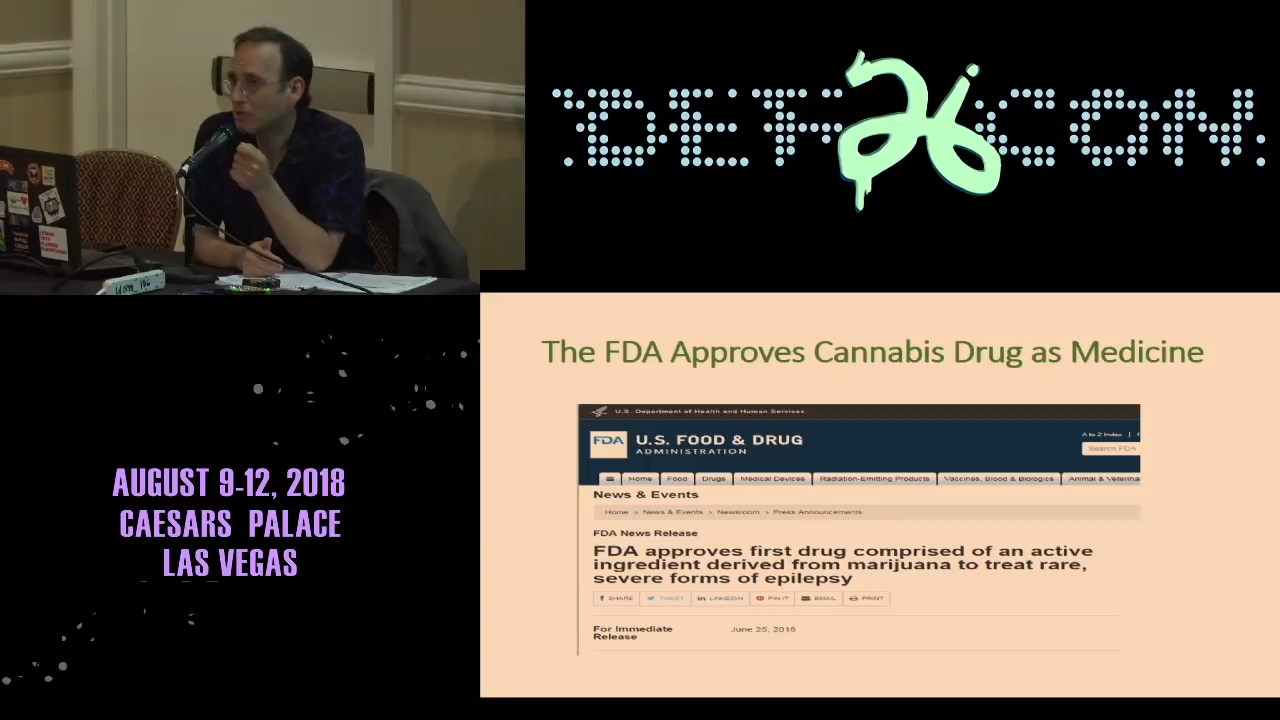 DEF CON
26
The FDA Approves Cannabis Drug as Medicine
U.S. Department of Health and Human Services
FDA
U.S. FOOD & DRUG
ADMINISTRATION
A to Z Index |
Search FDA
Home Food Drugs Medical Devices Radiation-Emitting Products Vaccines, Blood & Biologics Animal & Veterina
News & Events
Home > News & Events > Newsroom > Press Announcements
FDA News Release
FDA approves first drug comprised of an active
ingredient derived from marijuana to treat rare,
severe forms of epilepsy
SHARE TWEET LINKEDIN PIN IT EMAIL PRINT
For Immediate
Release
June 25, 2018
AUGUST 9-12, 2018
CAESARS PALACE
LAS VEGAS